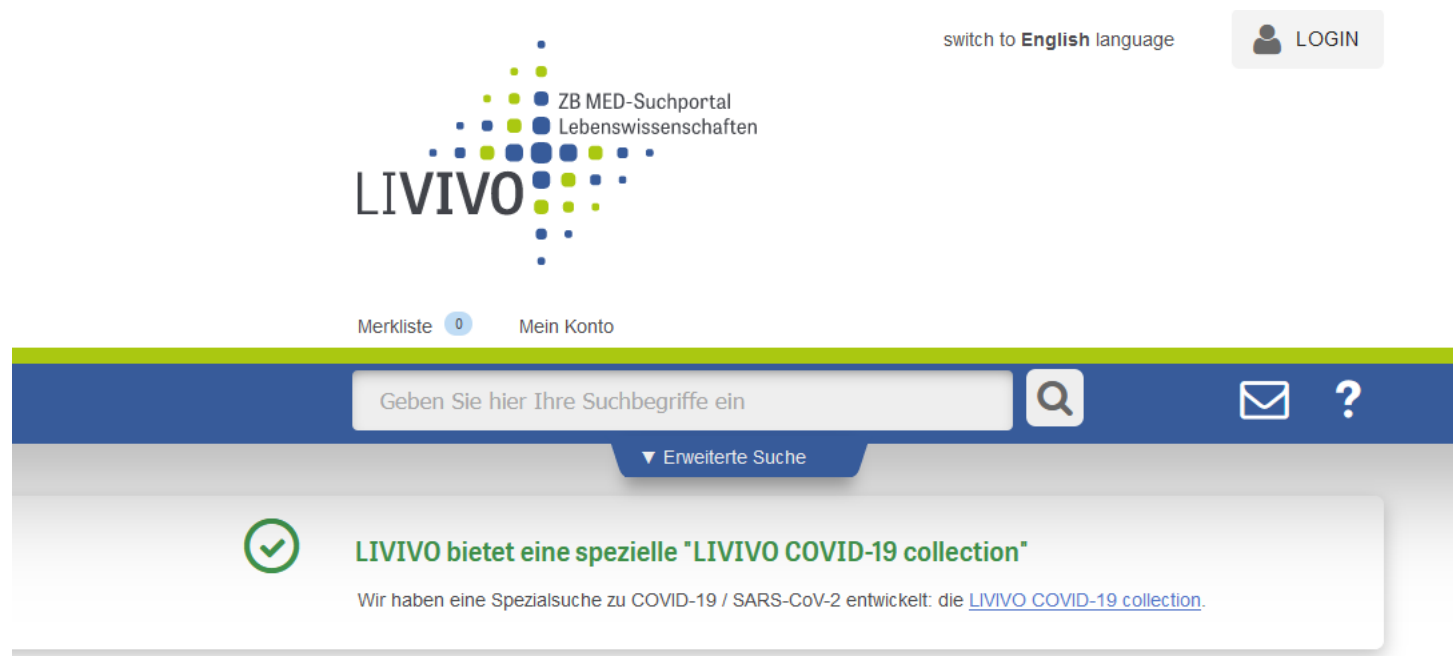 switch to English language
LOGIN
ZB MED-Suchportal
Lebenswissenschaften
LIVIVO
Merkliste 0 Mein Konto
Geben Sie hier Ihre Suchbegriffe ein
?
▼ Erweiterte Suche
LIVIVO bietet eine spezielle "LIVIVO COVID-19 collection"
Wir haben eine Spezialsuche zu COVID-19 / SARS-CoV-2 entwickelt: die LIVIVO COVID-19 collection.